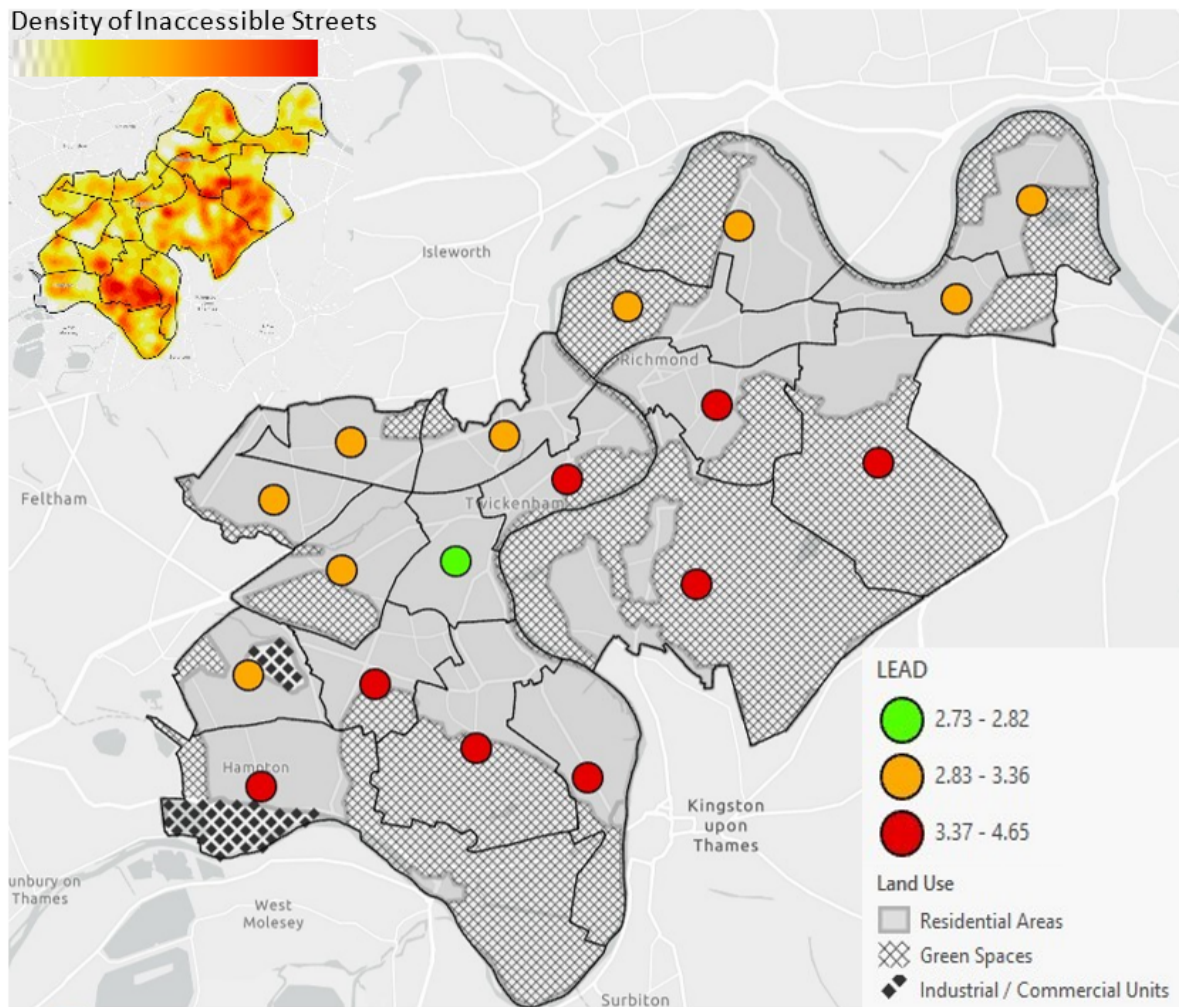 Density of Inaccessible Streets
Isleworth
Richmond
Feltham
Twickenham
Hampton
Kingston
upon
Thames
unbury on
Thames
West
Molesey
Surbiton
LEAD
2.73 - 2.82
2.83 - 3.36
3.37 - 4.65
Land Use
Residential Areas
Green Spaces
Industrial / Commercial Units